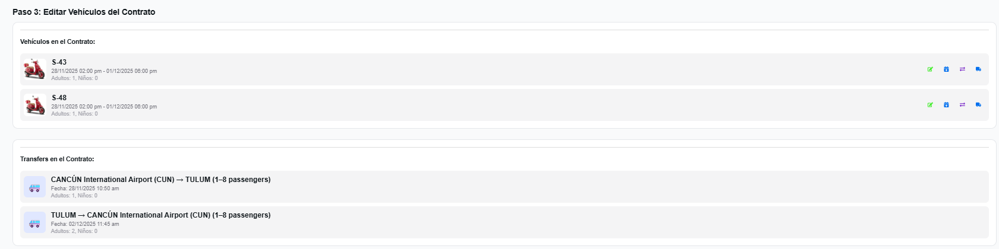 Paso 3: Editar Vehículos del Contrato
Vehículos en el Contrato:
S-43
28/11/2025 02:00 pm - 01/12/2025 06:00 pm
Adultos: 1, Niños: 0
S-48
28/11/2025 02:00 pm - 01/12/2025 06:00 pm
Adultos: 1, Niños: 0
Transfers en el Contrato:
CANCÚN International Airport (CUN) → TULUM (1–8 passengers)
Fecha: 28/11/2025 10:50 am
Adultos: 1, Niños: 0
TULUM → CANCÚN International Airport (CUN) (1–8 passengers)
Fecha: 02/12/2025 11:45 am
Adultos: 2, Niños: 0